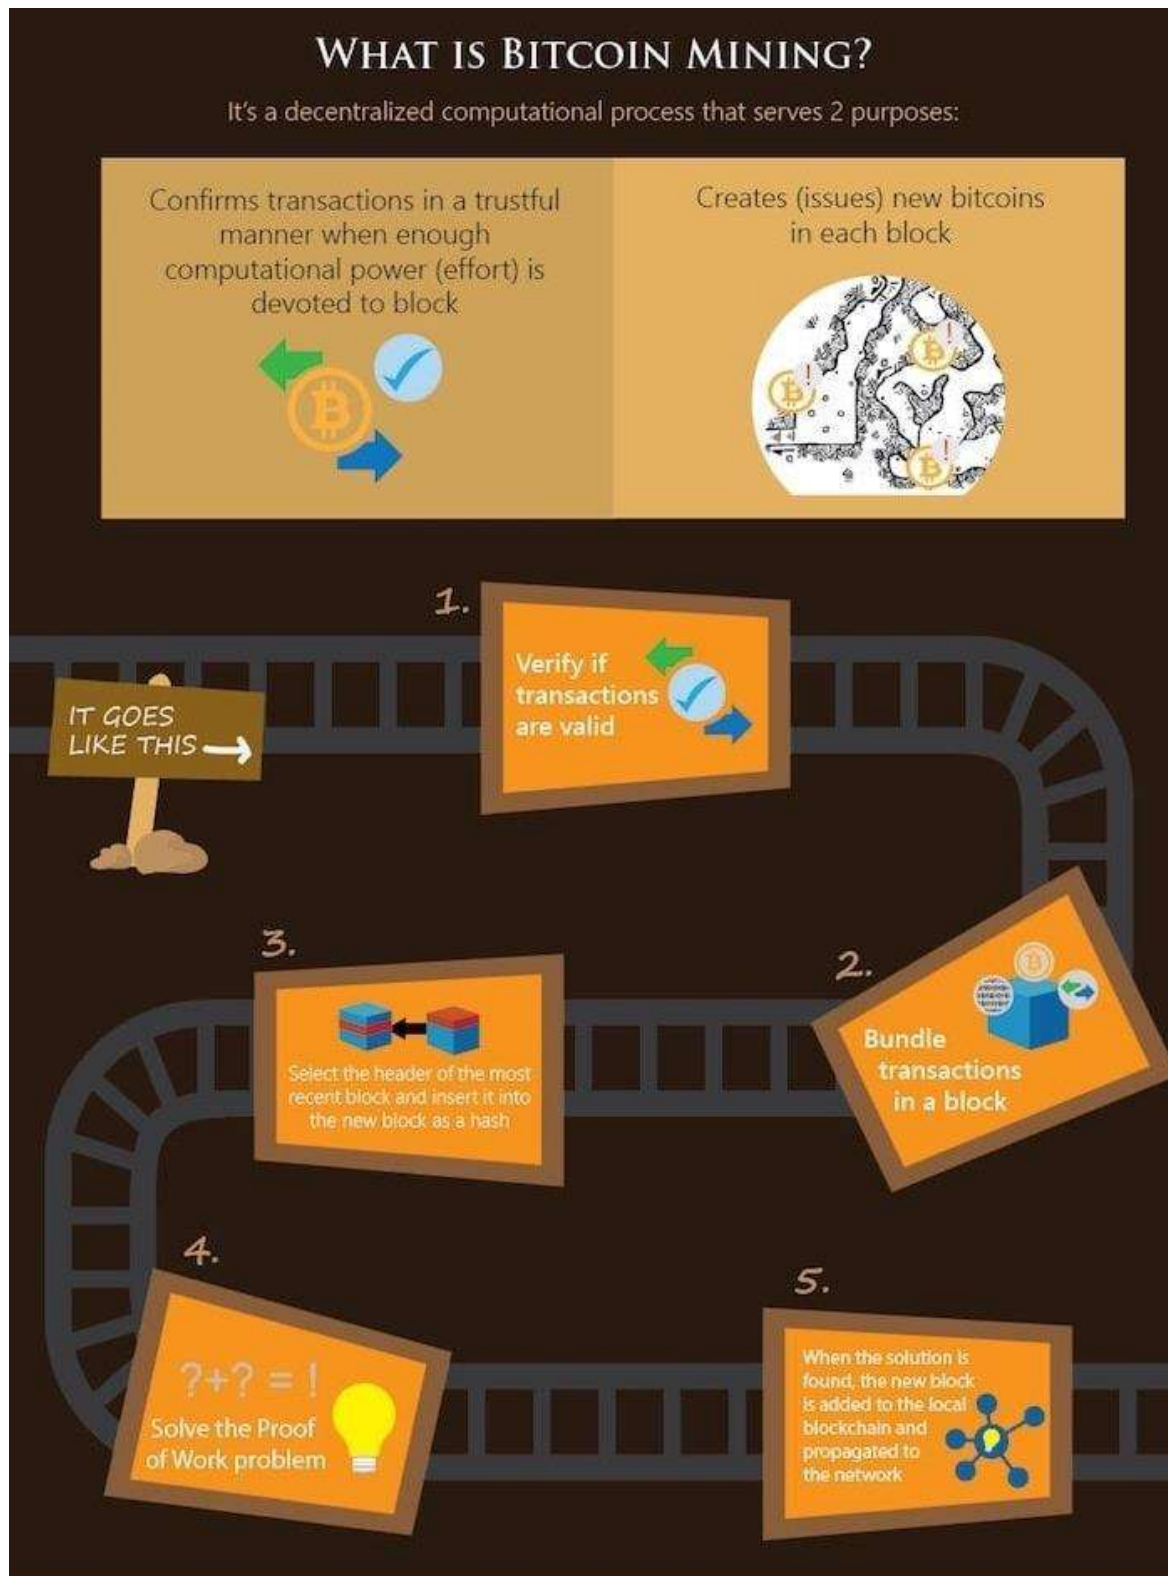 WHAT IS BITCOIN MINING?
It's a decentralized computational process that serves 2 purposes:
Confirms transactions in a trustful
manner when enough
computational power (effort) is
devoted to block
Creates (issues) new bitcoins
in each block
IT GOES
LIKE THIS
1.
Verify if
transactions
are valid
2.
Bundle
transactions
in a block
3.
Select the header of the most
recent block and insert it into
the new block as a hash
4.
?+? = !
Solve the Proof
of Work problem
5.
When the solution is
found, the new block
is added to the local
blockchain and
propagated to
the network